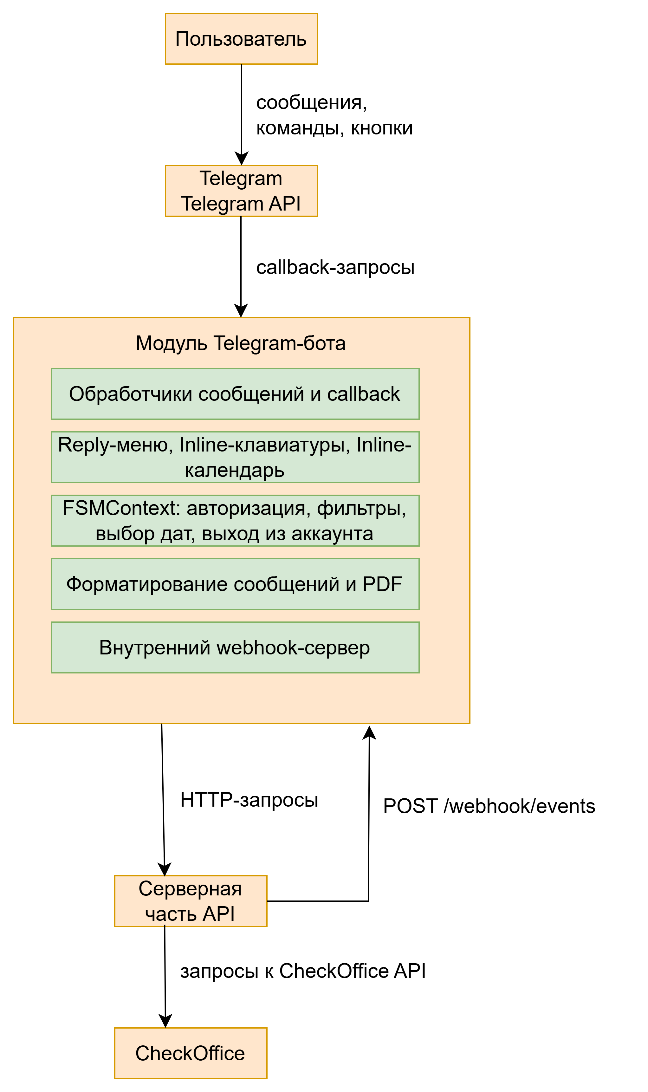 Пользователь
сообщения,
команды, кнопки
Telegram
Telegram API
callback-запросы
Модуль Telegram-бота
Обработчики сообщений и callback
Reply-меню, Inline-клавиатуры, Inline-
календарь
FSMContext: авторизация, фильтры,
выбор дат, выход из аккаунта
Форматирование сообщений и PDF
Внутренний webhook-сервер
HTTP-запросы
POST /webhook/events
Серверная
часть API
запросы к CheckOffice API
CheckOffice